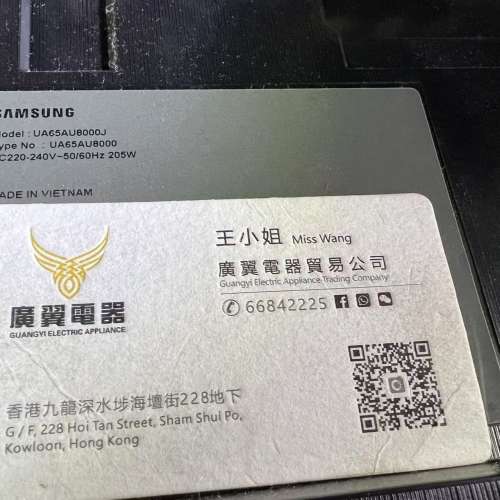 SAMSUNG
Model : UA65AU8000J
Type No : UA65AU8000
AC220-240V~50/60Hz 205W
MADE IN VIETNAM
王小姐 Miss Wang
廣翼電器貿易公司
Guangyi Electric Appliance Trading Company
66842225
廣翼電器
GUANGYI ELECTRIC APPLIANCE
香港九龍深水埗海壇街228地下
G / F, 228 Hoi Tan Street, Sham Shui Po,
Kowloon, Hong Kong